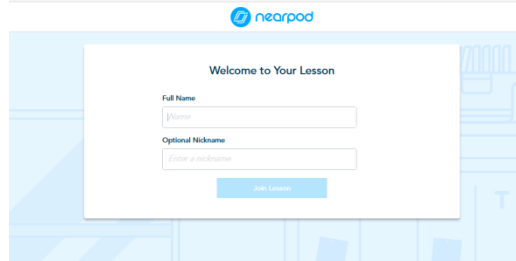 nearpod
Welcome to Your Lesson
Full Name
Name
Optional Nickname
Enter a nickname
Join Lesson
T